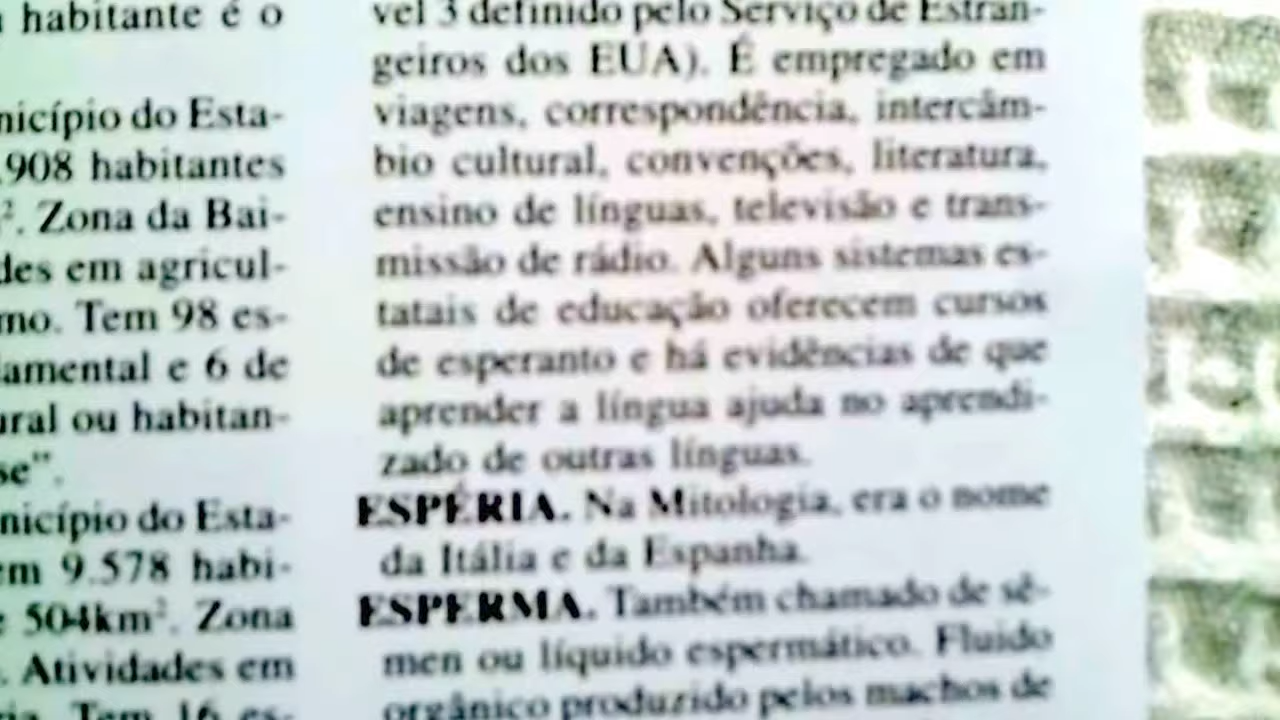 habitante é o
nicípio do Esta-
.908 habitantes
². Zona da Bai-
des em agricul-
mo. Tem 98 es-
amental e 6 de
ural ou habitan-
se”.
nicípio do Esta-
em 9.578 habi-
504km². Zona
. Atividades em
Tem 16 es-
vel 3 definido pelo Serviço de Estran-
geiros dos EUA). É empregado em
viagens, correspondência, intercâm-
bio cultural, convenções, literatura,
ensino de línguas, televisão e trans-
missão de rádio. Alguns sistemas es-
tatais de educação oferecem cursos
de esperanto e há evidências de que
aprender a língua ajuda no aprendi-
zado de outras línguas.
ESPÉRIA. Na Mitologia, era o nome
da Itália e da Espanha.
ESPERMA. Também chamado de sê-
men ou líquido espermático. Fluido
orgânico produzido pelos machos de